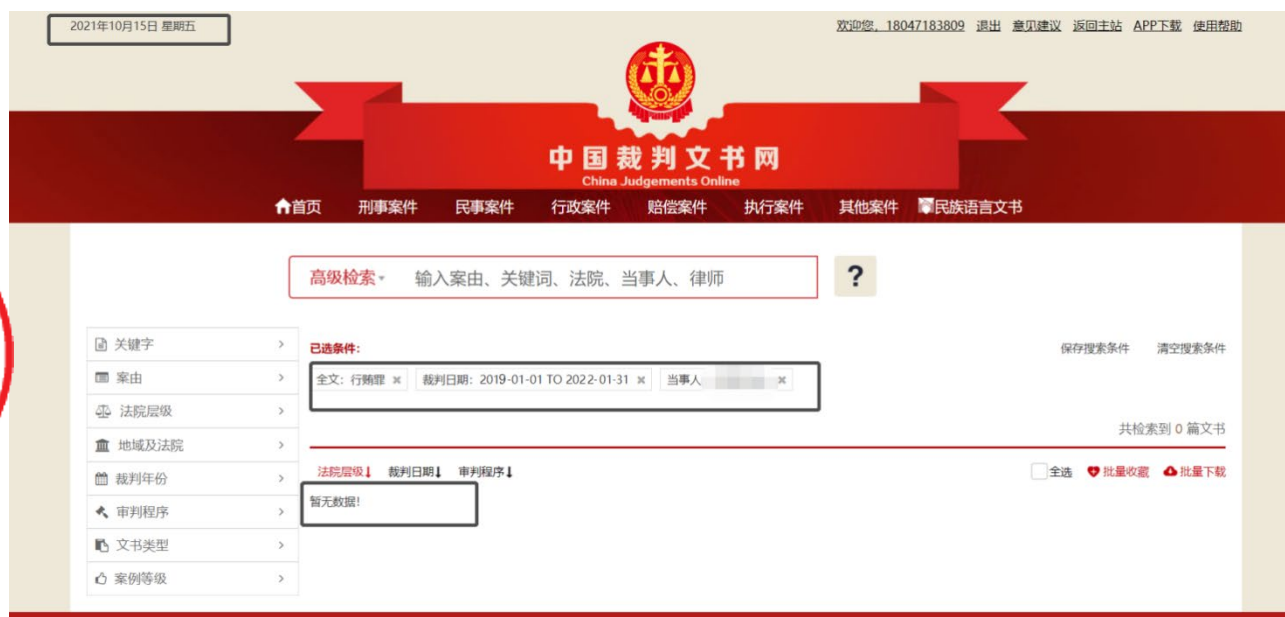 2021年10月15日 星期五
欢迎您，18047183809 退出 意见建议 返回主站 APP下载 使用帮助
中国裁判文书网
China Judgements Online
首页 刑事案件 民事案件 行政案件 赔偿案件 执行案件 其他案件 民族语言文书
高级检索 输入案由、关键词、法院、当事人、律师 ?
关键字
案由
法院层级
地域及法院
裁判年份
审判程序
文书类型
案例等级
已选条件:
保存搜索条件 清空搜索条件
全文: 行贿罪 × 裁判日期: 2019-01-01 TO 2022-01-31 × 当事人 ×
共检索到 0 篇文书
法院层级 裁判日期 审判程序
全选 批量收藏 批量下载
暂无数据!